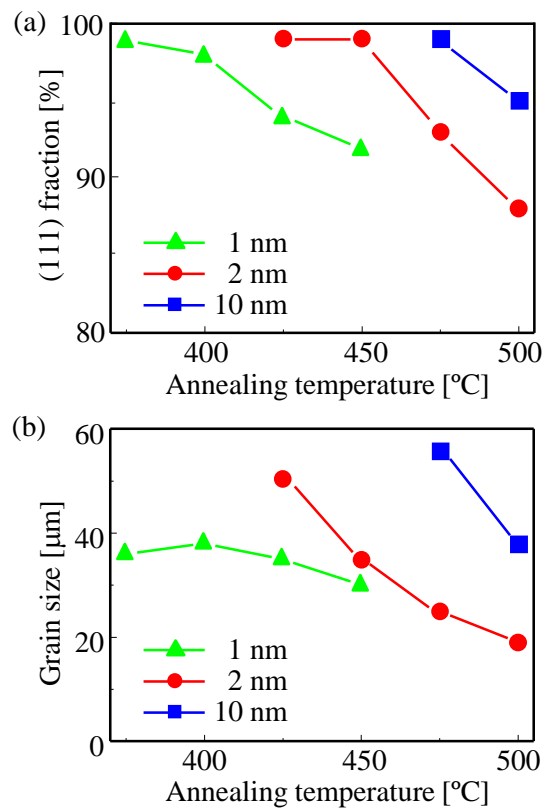 (a)
100
90
80
(111) fraction [%]
1 nm
2 nm
10 nm
400
450
500
Annealing temperature [ºC]
(b)
60
40
20
0
Grain size [μm]
1 nm
2 nm
10 nm
400
450
500
Annealing temperature [ºC]